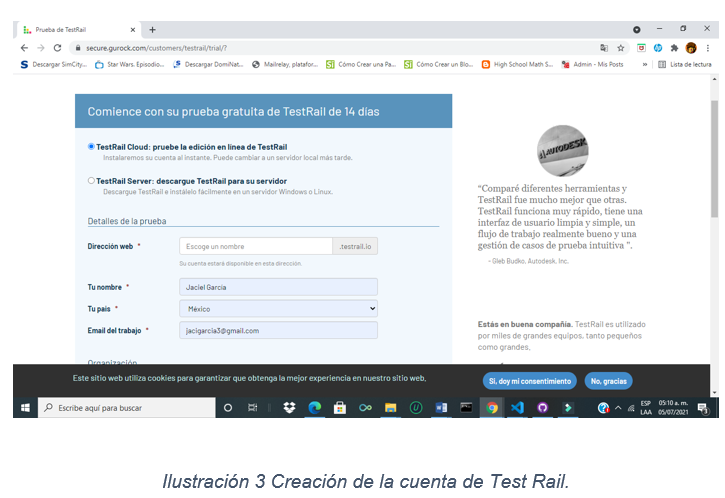 Prueba de TestRail
secure.gurock.com/customers/testrail/trial/?
Descargar SimCity... Star Wars. Episodio... Descargar DomiNat... Mailrelay, platafor... Cómo Crear una Pa... Cómo Crear un Blo... High School Math S... Admin - Mis Posts » Lista de lectura
Comience con su prueba gratuita de TestRail de 14 días
TestRail Cloud: pruebe la edición en línea de TestRail
Instalaremos su cuenta al instante. Puede cambiar a un servidor local más tarde.
TestRail Server: descargue TestRail para su servidor
Descargue TestRail e instálelo fácilmente en un servidor Windows o Linux.
Detalles de la prueba
Dirección web * Escoge un nombre .testrail.io
Su cuenta estará disponible en esta dirección.
Tu nombre * Jaciel García
Tu país * México
Email del trabajo * jacigarcia3@gmail.com
Organización
AUTODESK
"Comparé diferentes herramientas y
TestRail fue mucho mejor que otras.
TestRail funciona muy rápido, tiene una
interfaz de usuario limpia y simple, un
flujo de trabajo realmente bueno y una
gestión de casos de prueba intuitiva ".
- Gleb Budko, Autodesk, Inc.
Estás en buena compañía. TestRail es utilizado
por miles de grandes equipos, tanto pequeños
como grandes.
Este sitio web utiliza cookies para garantizar que obtenga la mejor experiencia en nuestro sitio web.
Sí, doy mi consentimiento No, gracias
Escribe aquí para buscar
ESP 05:10 a. m.
LAA 05/07/2021
Ilustración 3 Creación de la cuenta de Test Rail.